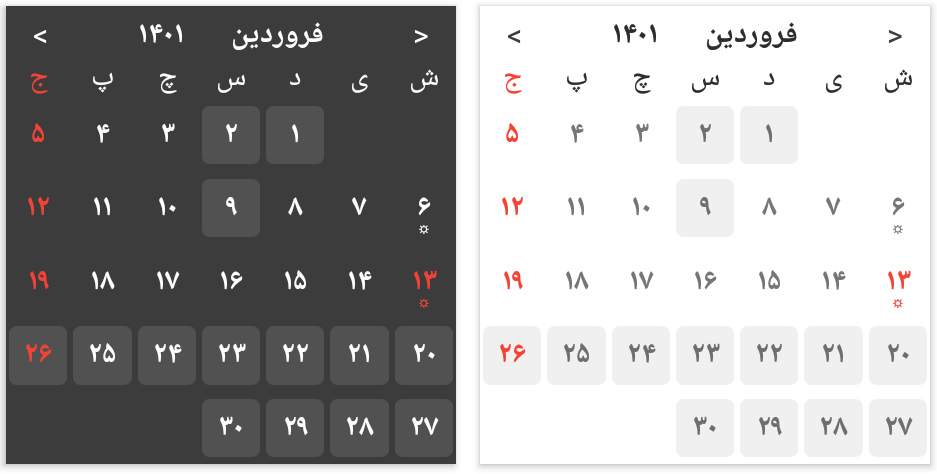 < فروردین ۱۴۰۱ >
ش ی د س چ پ ج
۱ ۲ ۳ ۴ ۵
۶ ۷ ۸ ۹ ۱۰ ۱۱ ۱۲
۱۳ ۱۴ ۱۵ ۱۶ ۱۷ ۱۸ ۱۹
۲۰ ۲۱ ۲۲ ۲۳ ۲۴ ۲۵ ۲۶
۲۷ ۲۸ ۲۹ ۳۰
< فروردین ۱۴۰۱ >
ش ی د س چ پ ج
۱ ۲ ۳ ۴ ۵
۶ ۷ ۸ ۹ ۱۰ ۱۱ ۱۲
۱۳ ۱۴ ۱۵ ۱۶ ۱۷ ۱۸ ۱۹
۲۰ ۲۱ ۲۲ ۲۳ ۲۴ ۲۵ ۲۶
۲۷ ۲۸ ۲۹ ۳۰